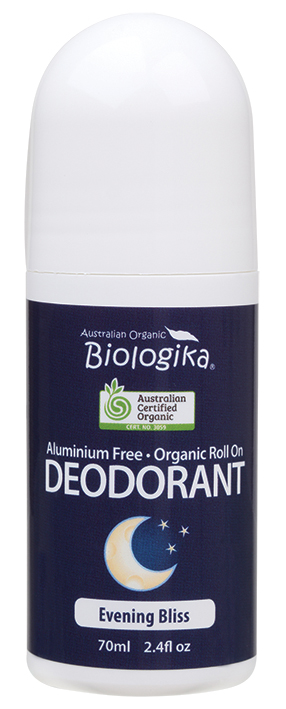 Australian Organic
Biologika®
Australian
Certified
Organic
CERT. NO. 3055
Aluminium Free • Organic Roll On
DEODORANT
Evening Bliss
70ml 2.4fl oz